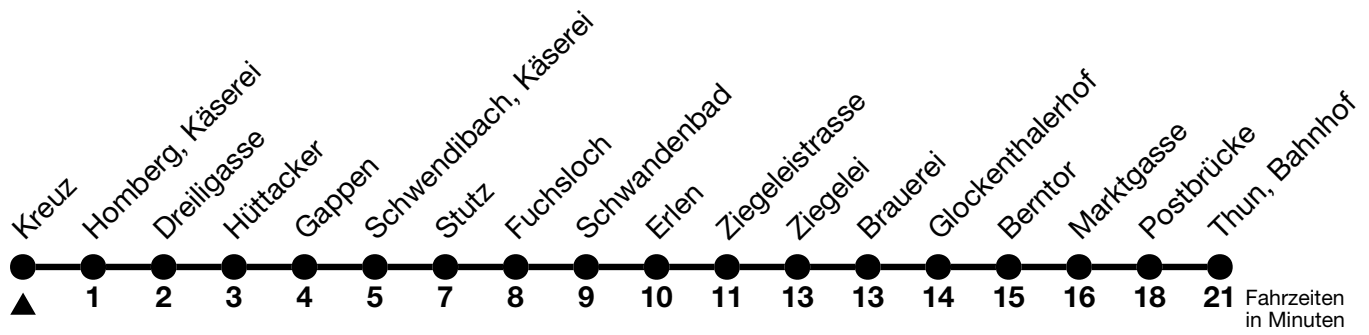 Kreuz
Homberg, Käserei
Dreiligasse
Hüttacker
Gappen
Schwendibach, Käserei
Stutz
Fuchsloch
Schwandenbad
Erlen
Ziegeleistrasse
Ziegelei
Brauerei
Glockenthalerhof
Berntor
Marktgasse
Postbrücke
Thun, Bahnhof
1 2 3 4 5 7 8 9 10 11 13 13 14 15 16 18 21
Fahrzeiten
in Minuten